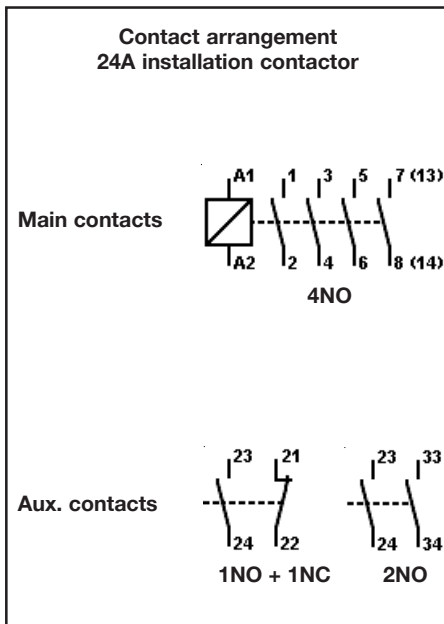 Contact arrangement
24A installation contactor
A1 1 3 5 7 (13)
Main contacts
A2 2 4 6 8 (14)
4NO
23 21 23 33
Aux. contacts
24 22 24 34
1NO + 1NC 2NO